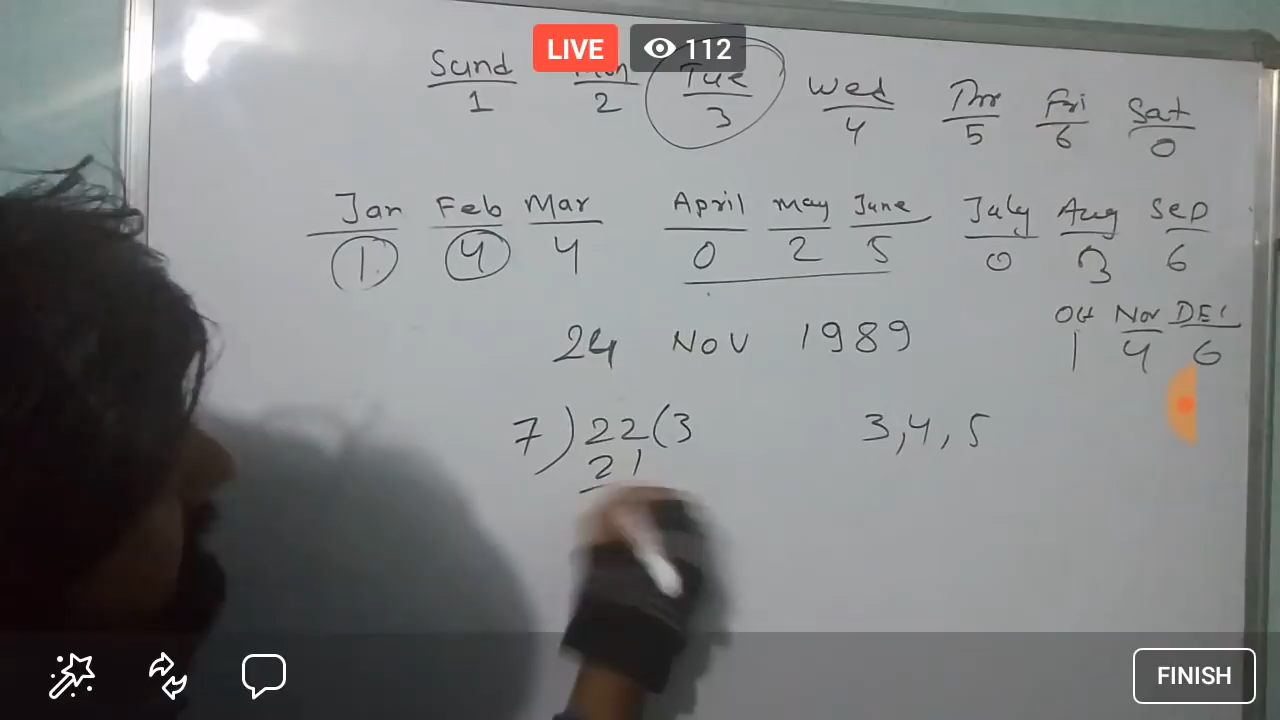 LIVE 112
Sund Mon Tue Wed Thr Fri Sat
1 2 3 4 5 6 0
Jan Feb Mar April May June July Aug Sep
1 4 4 0 2 5 0 3 6
Oct Nov DEC
24 NOV 1989 1 4 6
7)22(3 3,4,5
21
FINISH